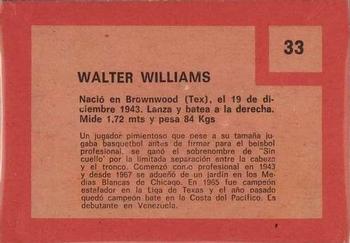 33
WALTER WILLIAMS
Nació en Brownwood (Tex), el 19 de di-
ciembre 1943. Lanza y batea a la derecha.
Mide 1.72 mts y pesa 84 Kgs
Un jugador pimientoso que pese a su tamaña ju-
gaba basquetbol antes de firmar para el beisbol
profesional, se ganó el sobrenombre de "Sin
cuello" por la limitada separación entre la cabeza
y el tronco. Comenzó como profesional en 1943
y desde 1967 se adueñó de un jardín en los Me-
dias Blancas de Chicago. En 1965 fue campeón
estafador en la Liga de Texas y el año pasado
quedó campeón bate en la Costa del Pacífico. Es
debutante en Venezuela.